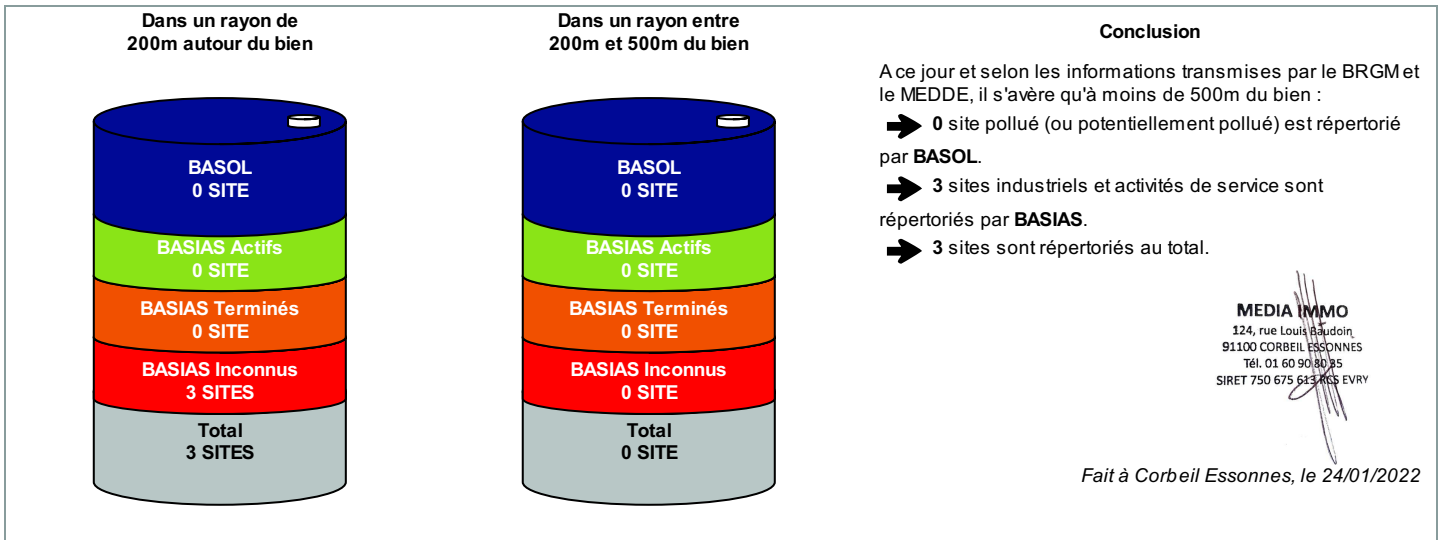 Dans un rayon de
200m autour du bien
BASOL
0 SITE
BASIAS Actifs
0 SITE
BASIAS Terminés
0 SITE
BASIAS Inconnus
3 SITES
Total
3 SITES
Dans un rayon entre
200m et 500m du bien
BASOL
0 SITE
BASIAS Actifs
0 SITE
BASIAS Terminés
0 SITE
BASIAS Inconnus
0 SITE
Total
0 SITE
Conclusion
A ce jour et selon les informations transmises par le BRGM et
le MEDDE, il s'avère qu'à moins de 500m du bien :
0 site pollué (ou potentiellement pollué) est répertorié
par BASOL.
3 sites industriels et activités de service sont
répertoriés par BASIAS.
3 sites sont répertoriés au total.
MEDIA IMMO
124, rue Louis Baudoin
91100 CORBEIL ESSONNES
Tél. 01 60 90 80 85
SIRET 750 675 613 RCS EVRY
Fait à Corbeil Essonnes, le 24/01/2022